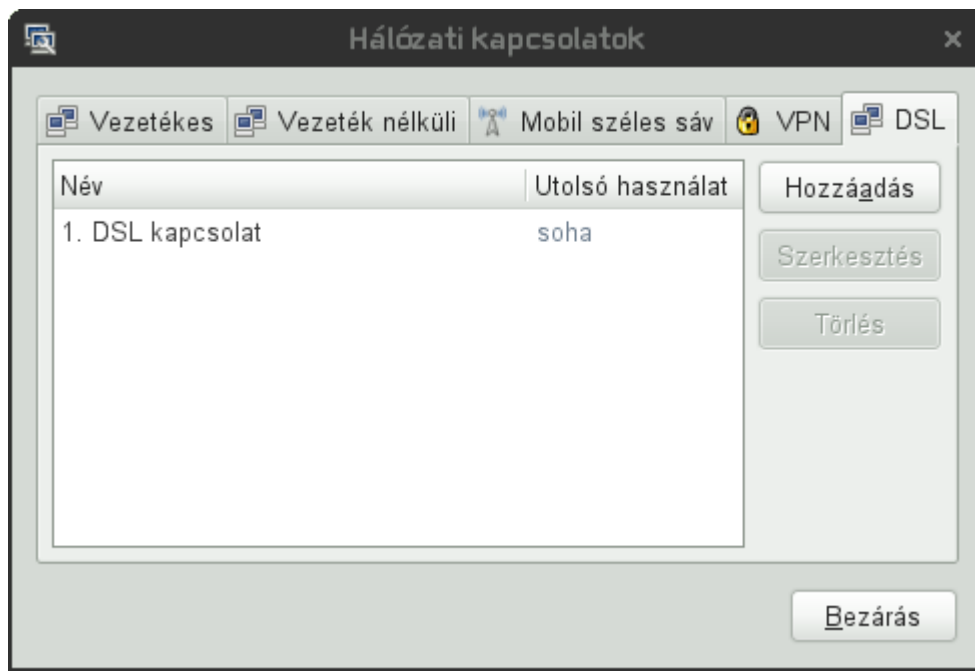 Hálózati kapcsolatok
Vezetékes Vezeték nélküli Mobil széles sáv VPN DSL
Név Utolsó használat
1. DSL kapcsolat soha
Hozzáadás
Szerkesztés
Törlés
Bezárás